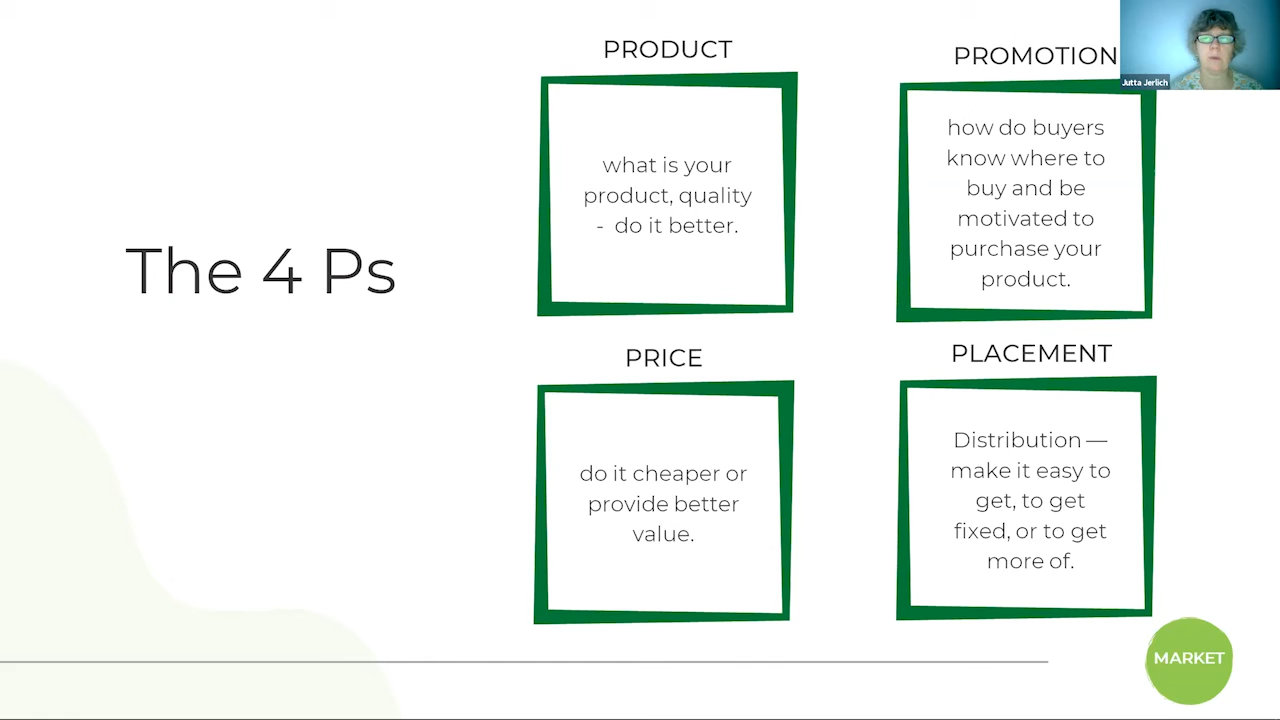 The 4 Ps
PRODUCT
what is your
product, quality
- do it better.
PROMOTION
how do buyers
know where to
buy and be
motivated to
purchase your
product.
PRICE
do it cheaper or
provide better
value.
PLACEMENT
Distribution —
make it easy to
get, to get
fixed, or to get
more of.
MARKET
Jutta Jerlich